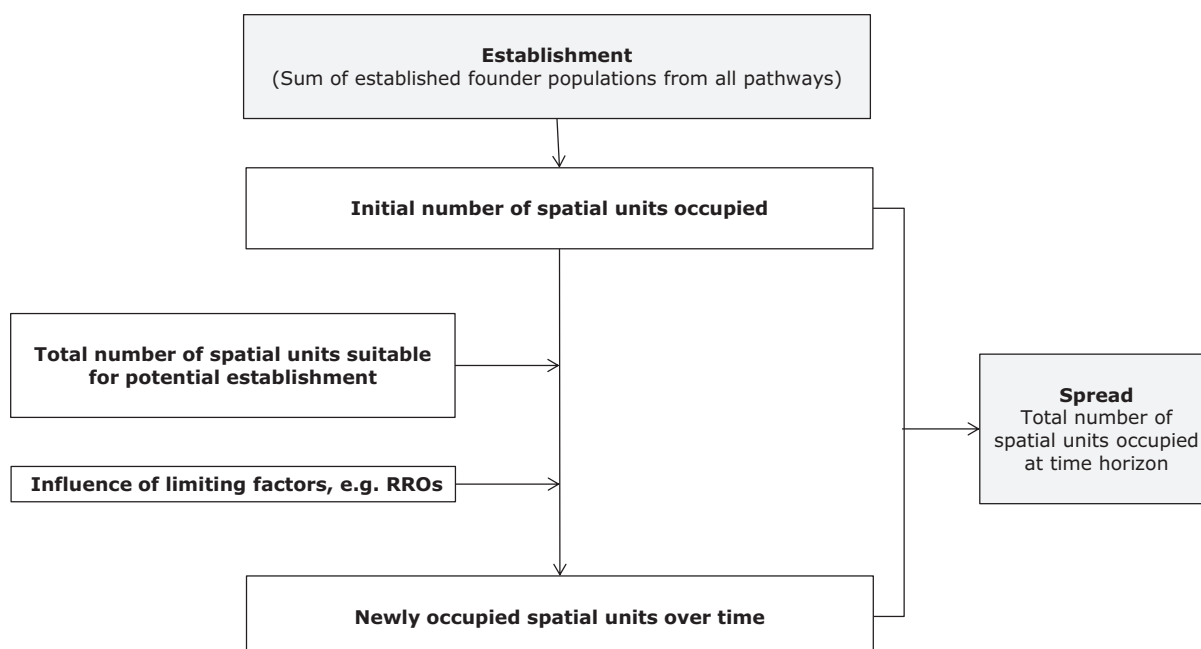 Establishment
(Sum of established founder populations from all pathways)
Initial number of spatial units occupied
Total number of spatial units suitable
for potential establishment
Influence of limiting factors, e.g. RROs
Spread
Total number of
spatial units occupied
at time horizon
Newly occupied spatial units over time